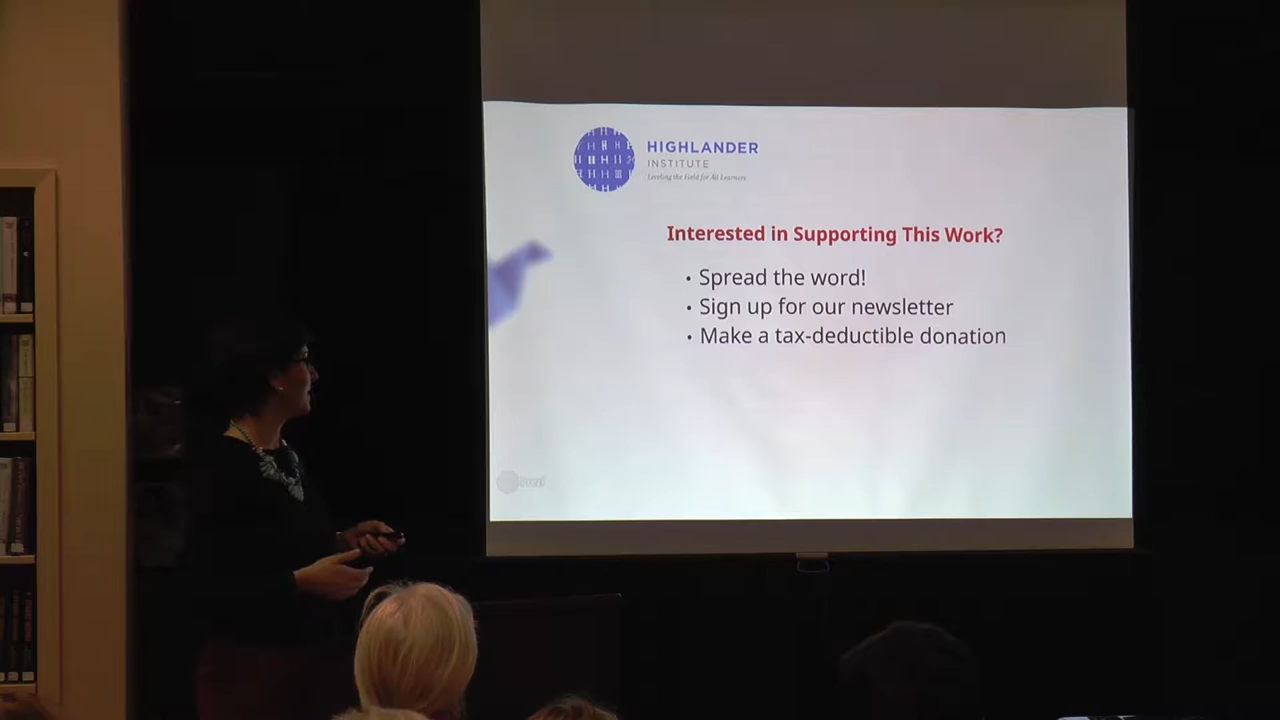 HIGHLANDER
INSTITUTE
Leveling the Field for All Learners
Interested in Supporting This Work?
• Spread the word!
• Sign up for our newsletter
• Make a tax-deductible donation